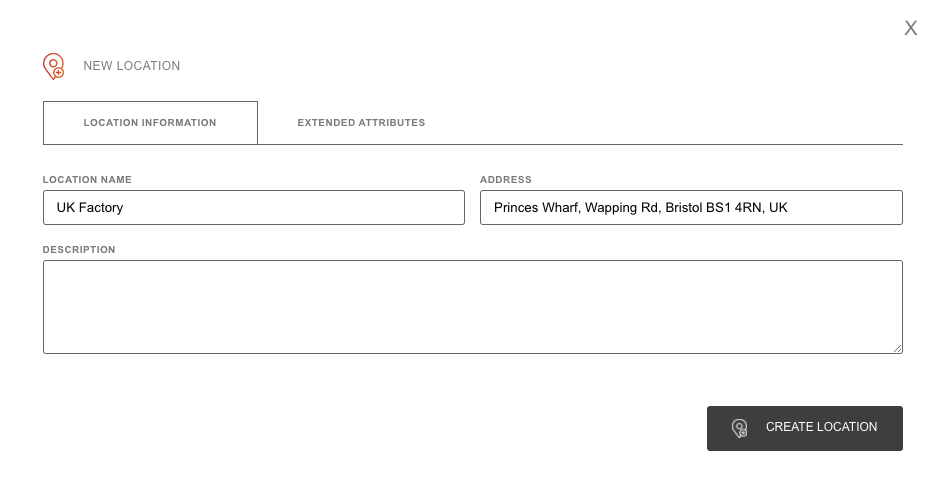 X
NEW LOCATION
LOCATION INFORMATION EXTENDED ATTRIBUTES
LOCATION NAME ADDRESS
UK Factory Princes Wharf, Wapping Rd, Bristol BS1 4RN, UK
DESCRIPTION
CREATE LOCATION